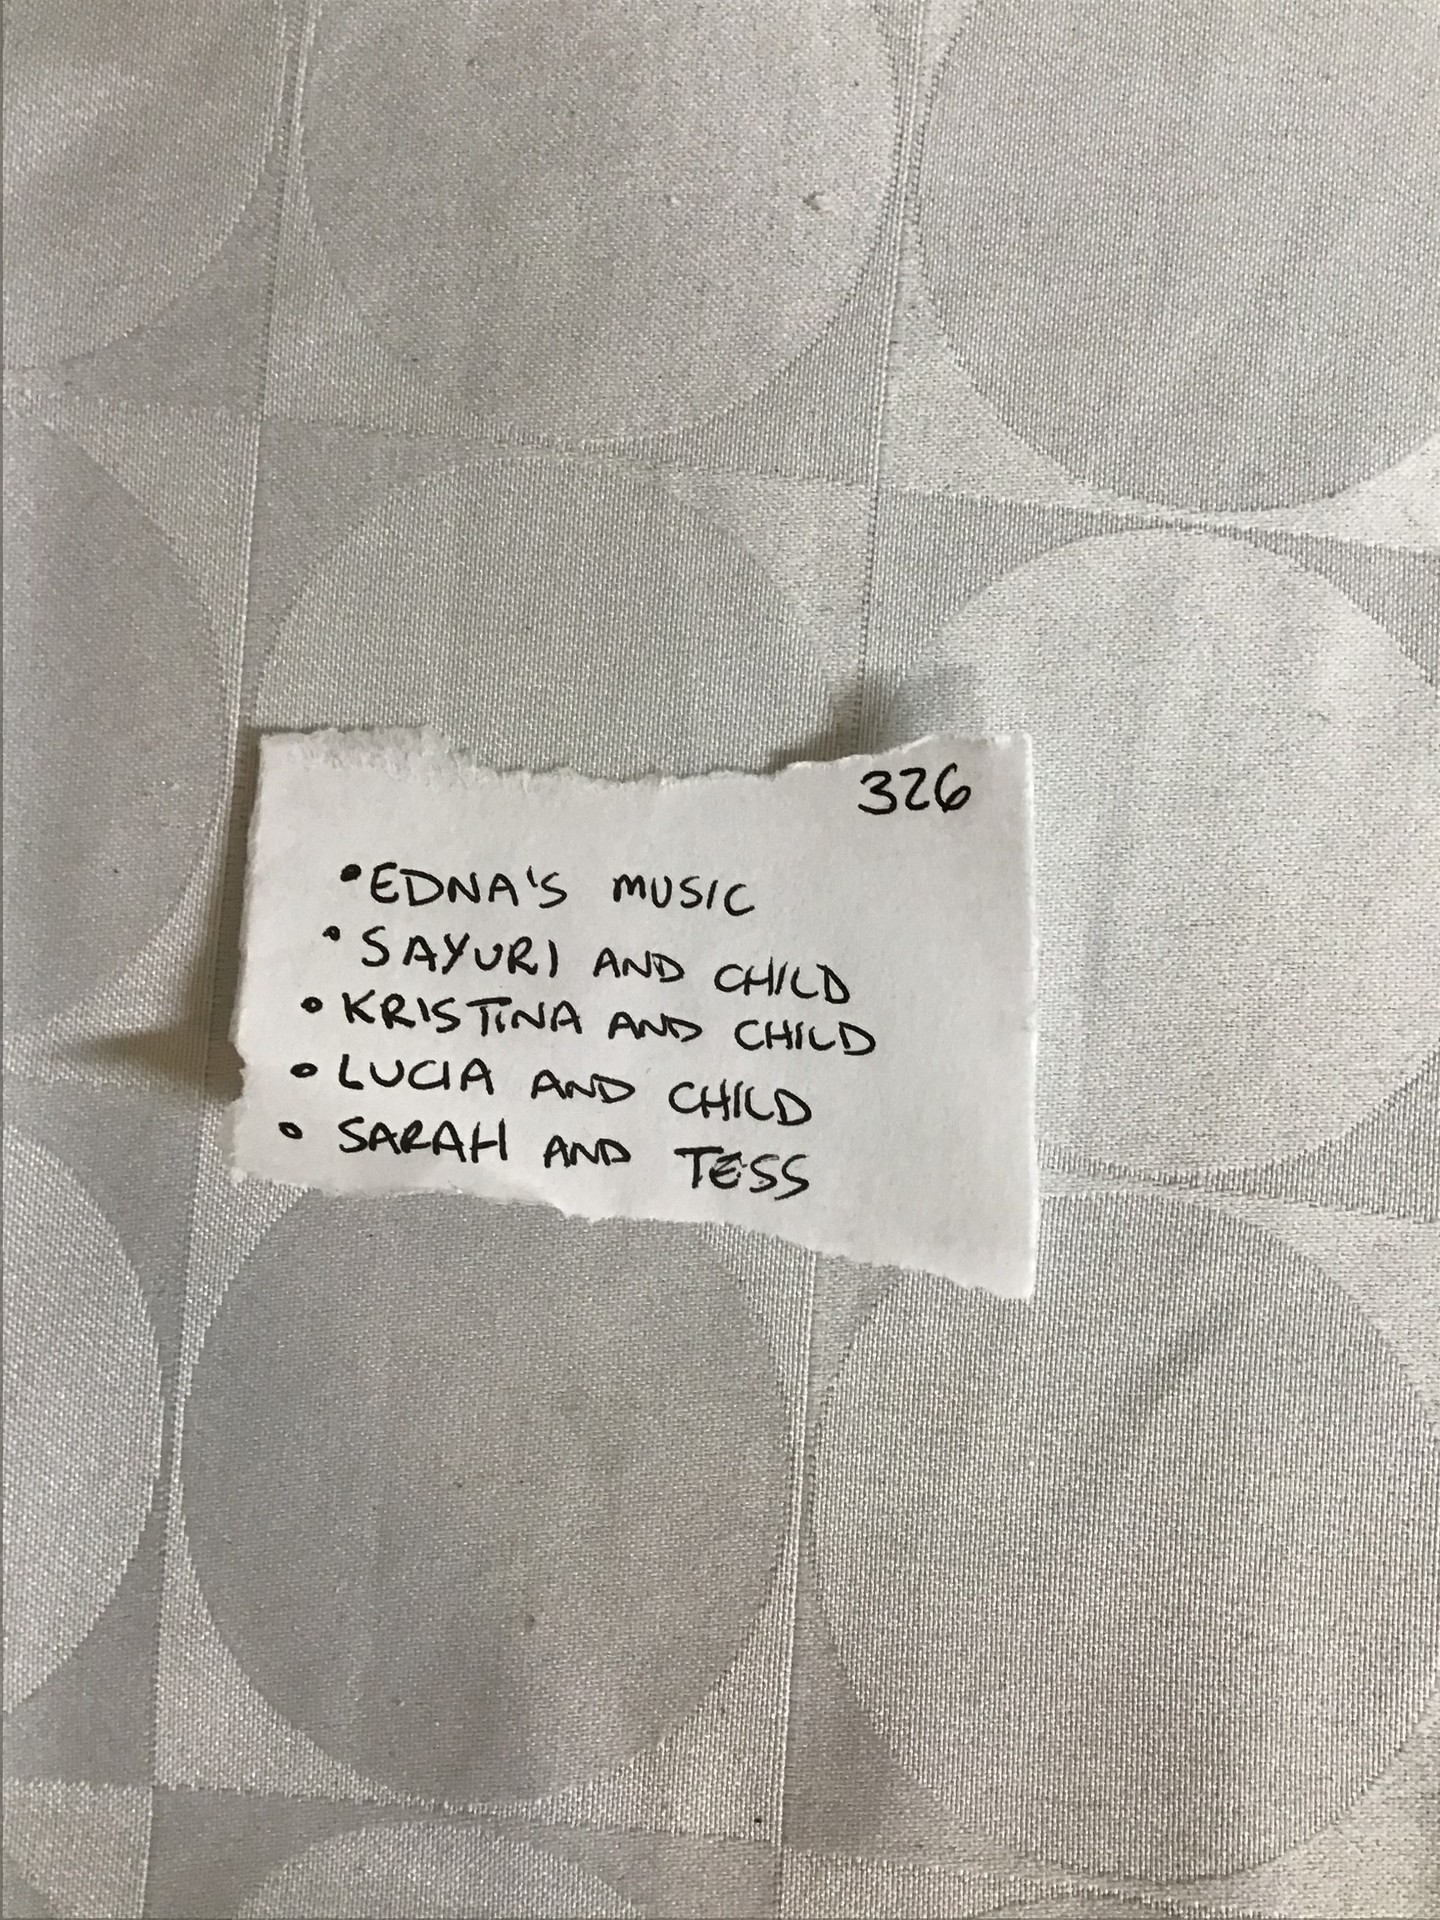 326
•EDNA'S MUSIC
•SAYURI AND CHILD
•KRISTINA AND CHILD
•LUCIA AND CHILD
•SARAH AND TESS